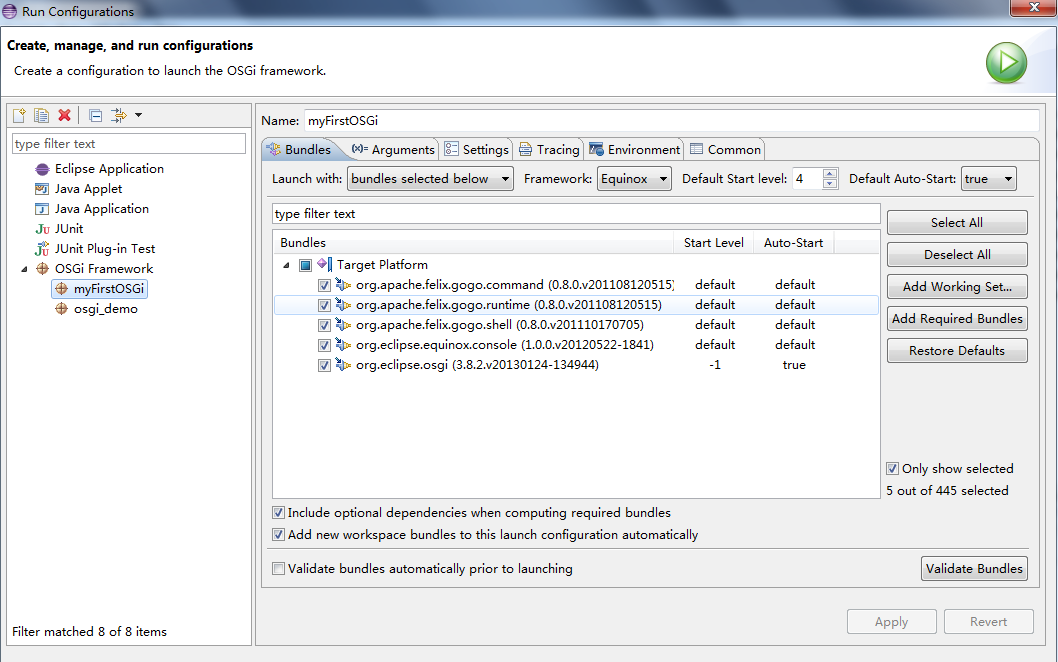 Run Configurations
Create, manage, and run configurations
Create a configuration to launch the OSGi framework.
type filter text
Eclipse Application
Java Applet
Java Application
JUnit
JUnit Plug-in Test
OSGi Framework
myFirstOSGi
osgi_demo
Filter matched 8 of 8 items
Name: myFirstOSGi
Bundles (x)= Arguments Settings Tracing Environment Common
Launch with: bundles selected below Framework: Equinox Default Start level: 4 Default Auto-Start: true
type filter text
Bundles Start Level Auto-Start
Target Platform
org.apache.felix.gogo.command (0.8.0.v201108120515) default default
org.apache.felix.gogo.runtime (0.8.0.v201108120515) default default
org.apache.felix.gogo.shell (0.8.0.v201110170705) default default
org.eclipse.equinox.console (1.0.0.v20120522-1841) default default
org.eclipse.osgi (3.8.2.v20130124-134944) -1 true
Select All
Deselect All
Add Working Set...
Add Required Bundles
Restore Defaults
Only show selected
5 out of 445 selected
Include optional dependencies when computing required bundles
Add new workspace bundles to this launch configuration automatically
Validate bundles automatically prior to launching Validate Bundles
Apply Revert